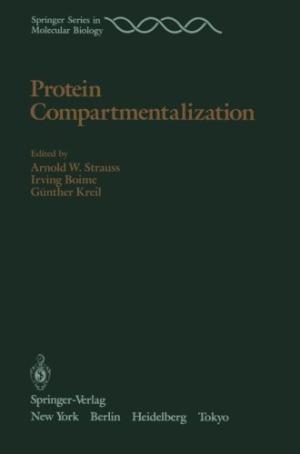 Springer Series in
Molecular Biology
Protein
Compartmentalization
Edited by
Arnold W. Strauss
Irving Boime
Günther Kreil
Springer-Verlag
New York Berlin Heidelberg Tokyo